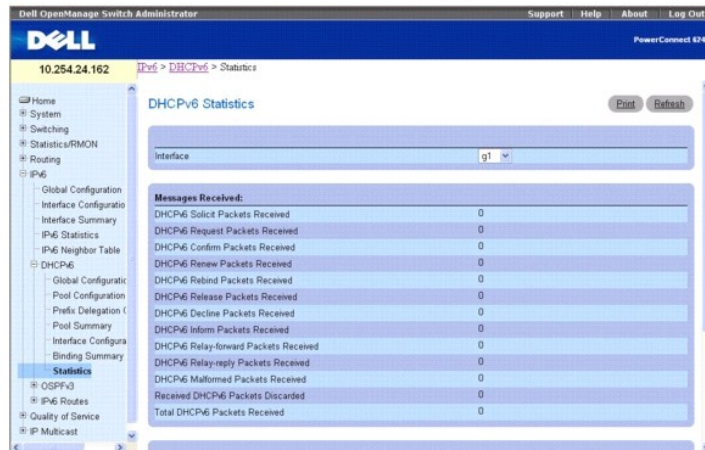 Dell OpenManage Switch Administrator
Support Help About Log Out
DELL
PowerConnect 624
10.254.24.162
IPv6 > DHCPv6 > Statistics
Home
System
Switching
Statistics/RMON
Routing
IPv6
Global Configuration
Interface Configuratio
Interface Summary
IPv6 Statistics
IPv6 Neighbor Table
DHCPv6
Global Configuratic
Pool Configuration
Prefix Delegation (
Pool Summary
Interface Configura
Binding Summary
Statistics
OSPFv3
IPv6 Routes
Quality of Service
IP Multicast
DHCPv6 Statistics
Print Refresh
Interface g1
Messages Received:
DHCPv6 Solicit Packets Received 0
DHCPv6 Request Packets Received 0
DHCPv6 Confirm Packets Received 0
DHCPv6 Renew Packets Received 0
DHCPv6 Rebind Packets Received 0
DHCPv6 Release Packets Received 0
DHCPv6 Decline Packets Received 0
DHCPv6 Inform Packets Received 0
DHCPv6 Relay-forward Packets Received 0
DHCPv6 Relay-reply Packets Received 0
DHCPv6 Malformed Packets Received 0
Received DHCPv6 Packets Discarded 0
Total DHCPv6 Packets Received 0